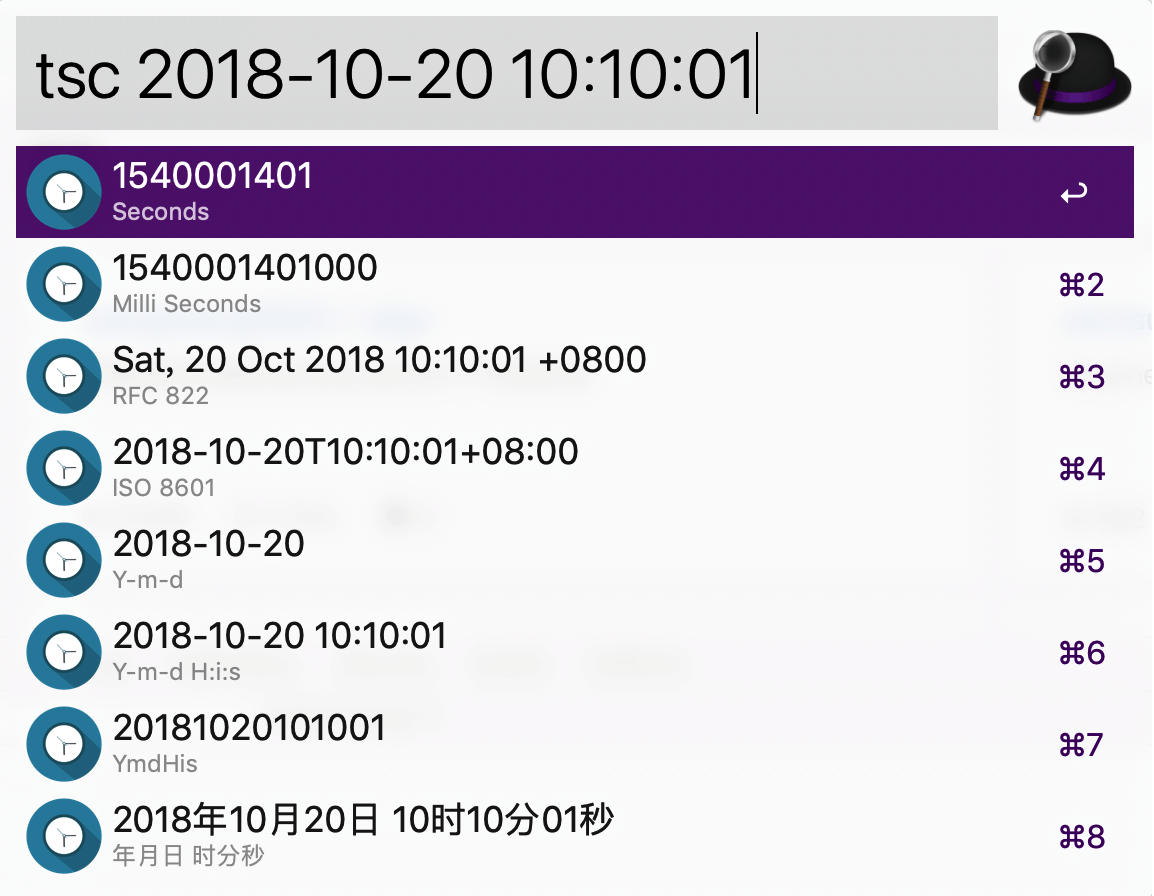 tsc 2018-10-20 10:10:01
1540001401
Seconds
1540001401000
Milli Seconds
⌘2
Sat, 20 Oct 2018 10:10:01 +0800
RFC 822
⌘3
2018-10-20T10:10:01+08:00
ISO 8601
⌘4
2018-10-20
Y-m-d
⌘5
2018-10-20 10:10:01
Y-m-d H:i:s
⌘6
20181020101001
YmdHis
⌘7
2018年10月20日 10时10分01秒
年月日 时分秒
⌘8